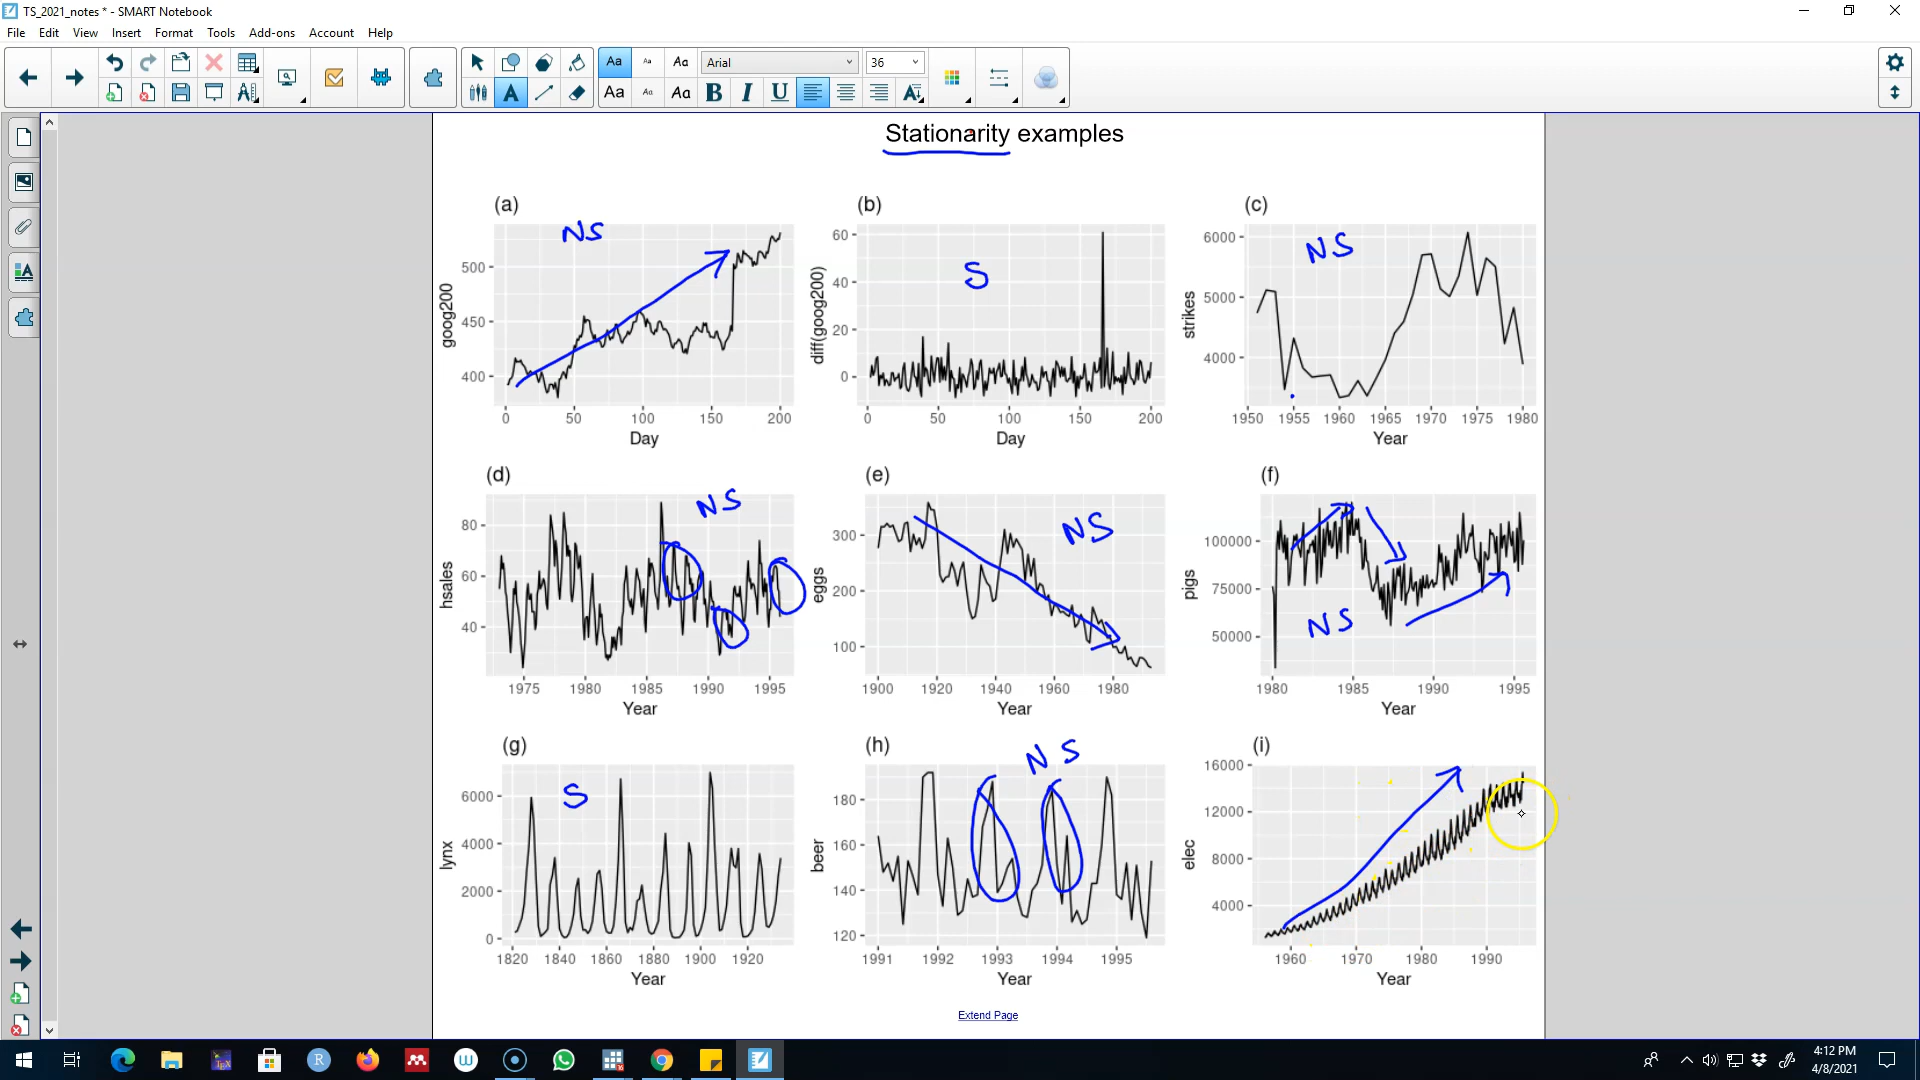 TS_2021_notes * - SMART Notebook
File Edit View Insert Format Tools Add-ons Account Help
Aa Aa Aa Arial 36
A Aa Aa Aa B I U
Stationarity examples
(a)
NS
goog200
500
450
400
0 50 100 150 200
Day
(b)
S
diff(goog200)
60
40
20
0
0 50 100 150 200
Day
(c)
NS
strikes
6000
5000
4000
1950 1955 1960 1965 1970 1975 1980
Year
(d)
NS
hsales
80
60
40
1975 1980 1985 1990 1995
Year
(e)
NS
eggs
300
200
100
1900 1920 1940 1960 1980
Year
(f)
NS
pigs
100000
75000
50000
1980 1985 1990 1995
Year
(g)
S
lynx
6000
4000
2000
0
1820 1840 1860 1880 1900 1920
Year
(h)
NS
beer
180
160
140
120
1991 1992 1993 1994 1995
Year
(i)
elec
16000
12000
8000
4000
1960 1970 1980 1990
Year
Extend Page
4:12 PM
4/8/2021